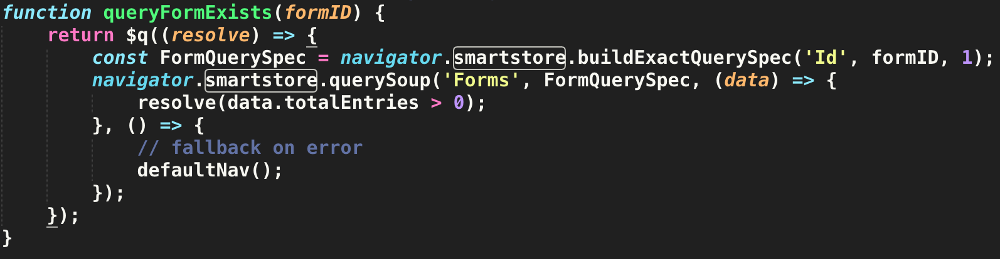 function queryFormExists(formID) {
    return $q((resolve) => {
        const FormQuerySpec = navigator.smartstore.buildExactQuerySpec('Id', formID, 1);
        navigator.smartstore.querySoup('Forms', FormQuerySpec, (data) => {
            resolve(data.totalEntries > 0);
        }, () => {
            // fallback on error
            defaultNav();
        });
    });
}